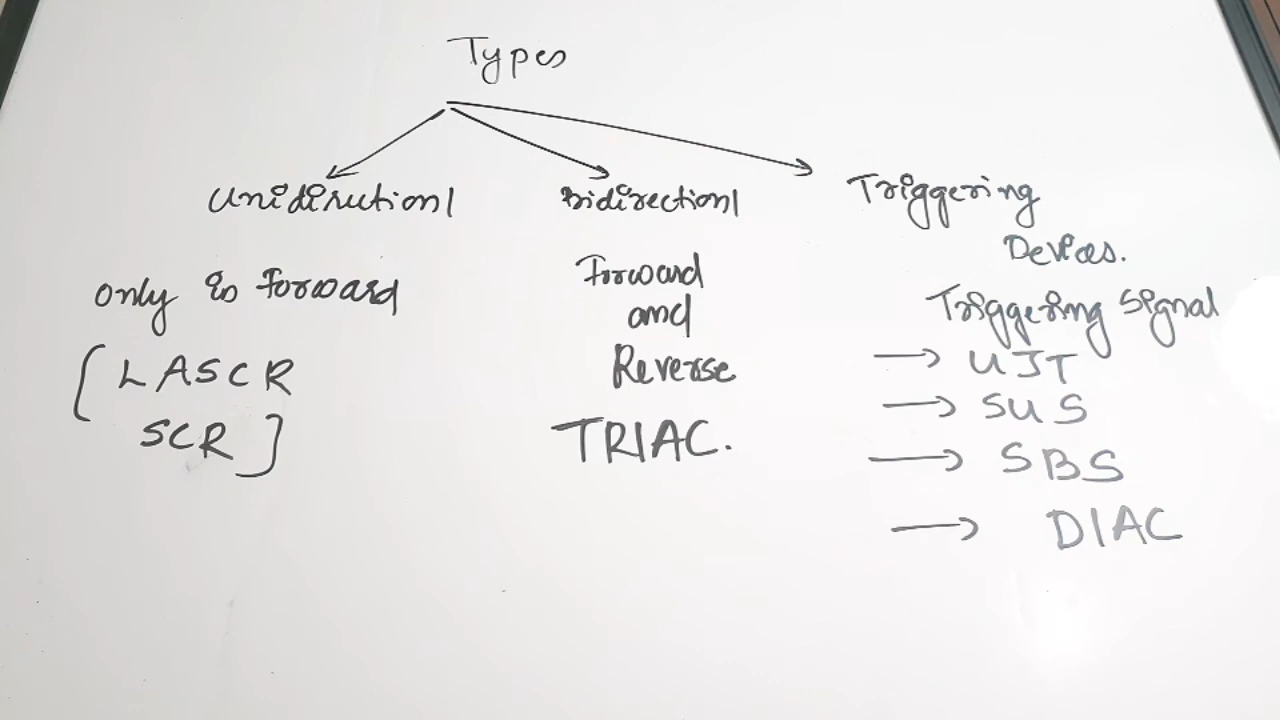 Types
Unidirectionl
bidirectionl
Triggering
Devices.
only in forward
[LASCR
SCR]
Forward
and
Reverse
TRIAC.
Triggering signal
→ UJT
→ SUS
→ SBS
→ DIAC